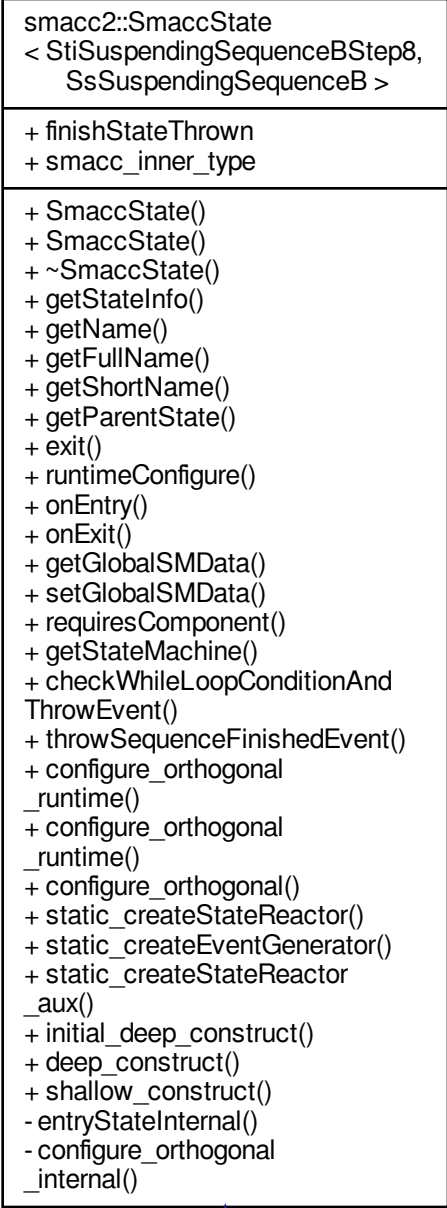 smacc2::SmaccState
< StiSuspendingSequenceBStep8,
SsSuspendingSequenceB >
+ finishStateThrown
+ smacc_inner_type
+ SmaccState()
+ SmaccState()
+ ~SmaccState()
+ getStateInfo()
+ getName()
+ getFullName()
+ getShortName()
+ getParentState()
+ exit()
+ runtimeConfigure()
+ onEntry()
+ onExit()
+ getGlobalSMData()
+ setGlobalSMData()
+ requiresComponent()
+ getStateMachine()
+ checkWhileLoopConditionAnd
ThrowEvent()
+ throwSequenceFinishedEvent()
+ configure_orthogonal
_runtime()
+ configure_orthogonal
_runtime()
+ configure_orthogonal()
+ static_createStateReactor()
+ static_createEventGenerator()
+ static_createStateReactor
_aux()
+ initial_deep_construct()
+ deep_construct()
+ shallow_construct()
- entryStateInternal()
- configure_orthogonal
_internal()